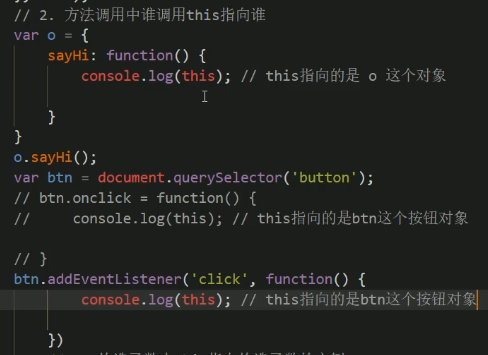 // 2. 方法调用中谁调用this指向谁
var o = {
    sayHi: function() {
        console.log(this); // this指向的是 o 这个对象
    }
}
o.sayHi();
var btn = document.querySelector('button');
// btn.onclick = function() {
//     console.log(this); // this指向的是btn这个按钮对象
// }
btn.addEventListener('click', function() {
        console.log(this); // this指向的是btn这个按钮对象
    })